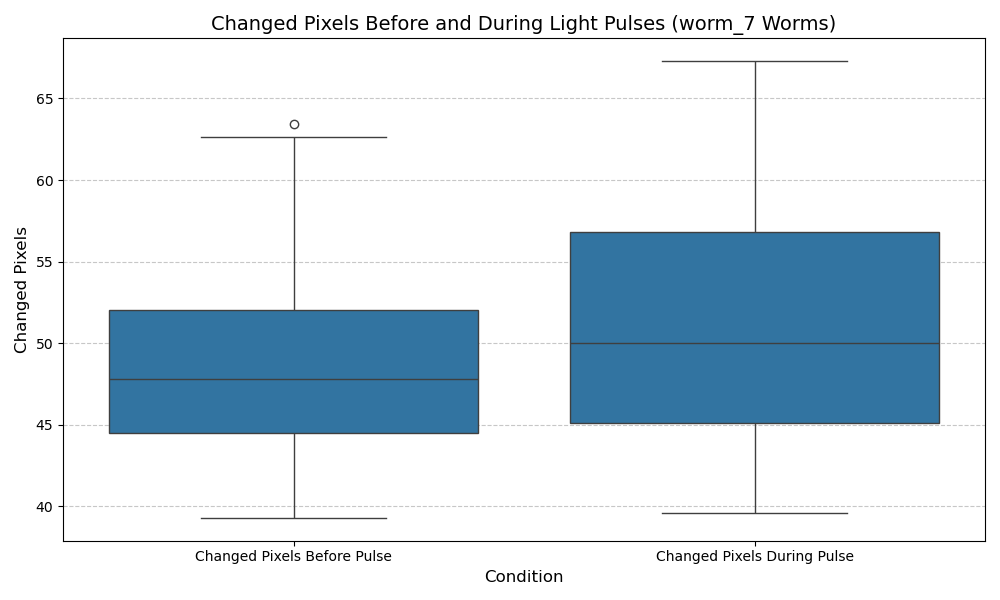 Changed Pixels Before and During Light Pulses (worm_7 Worms)
Changed Pixels
65
60
55
50
45
40
Changed Pixels Before Pulse
Changed Pixels During Pulse
Condition